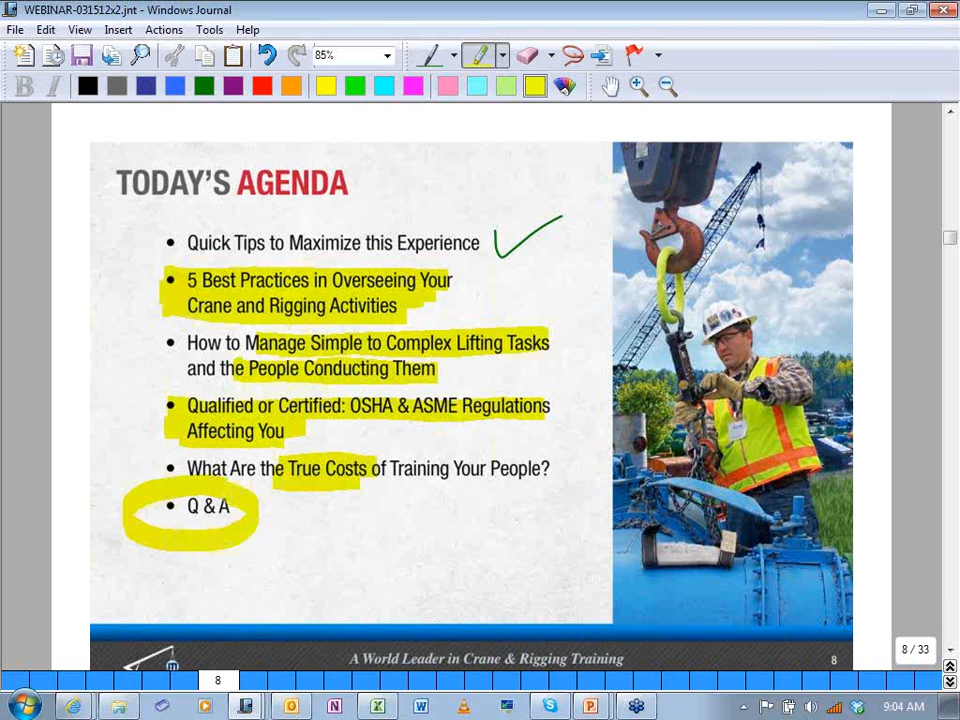 WEBINAR-031512x2.jnt - Windows Journal
File Edit View Insert Actions Tools Help
85%
B I
TODAY'S AGENDA
• Quick Tips to Maximize this Experience
• 5 Best Practices in Overseeing Your
Crane and Rigging Activities
• How to Manage Simple to Complex Lifting Tasks
and the People Conducting Them
• Qualified or Certified: OSHA & ASME Regulations
Affecting You
• What Are the True Costs of Training Your People?
• Q & A
A World Leader in Crane & Rigging Training
8
8 / 33
8
9:04 AM